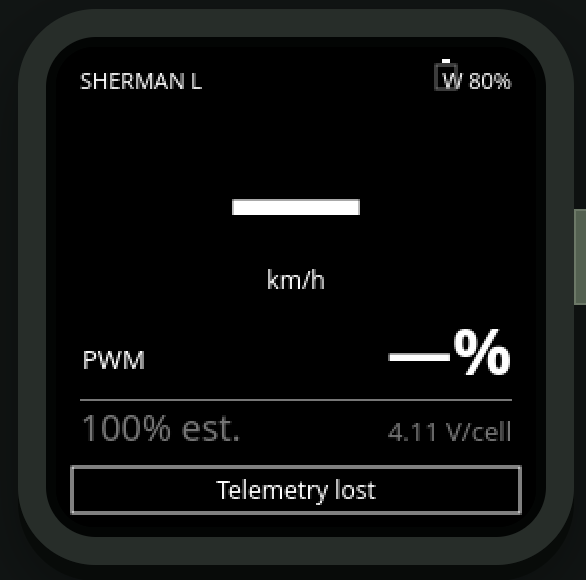 SHERMAN L W 80%
—
km/h
PWM —%
100% est. 4.11 V/cell
Telemetry lost